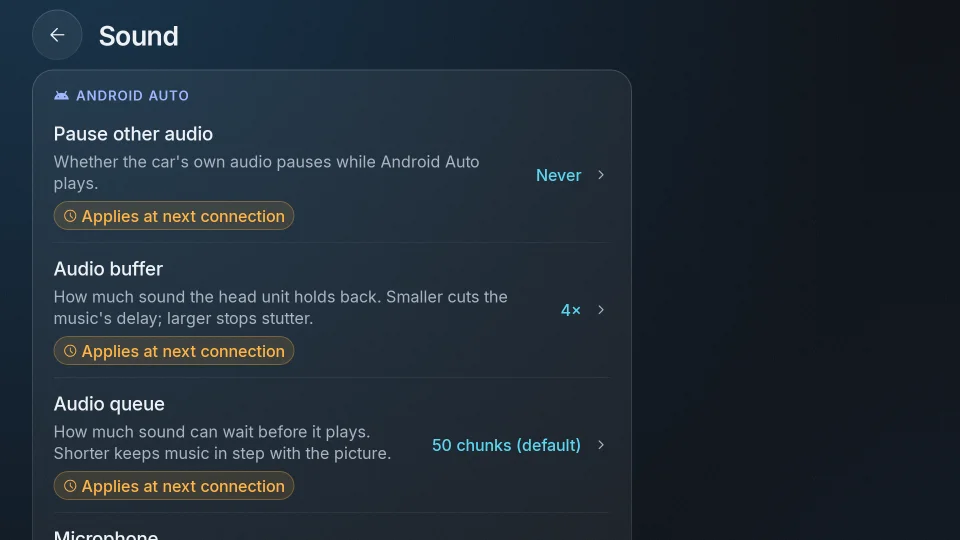 Sound
ANDROID AUTO
Pause other audio
Whether the car's own audio pauses while Android Auto
plays.
Never
Applies at next connection
Audio buffer
How much sound the head unit holds back. Smaller cuts the
music's delay; larger stops stutter.
4×
Applies at next connection
Audio queue
How much sound can wait before it plays.
Shorter keeps music in step with the picture.
50 chunks (default)
Applies at next connection
Microphone